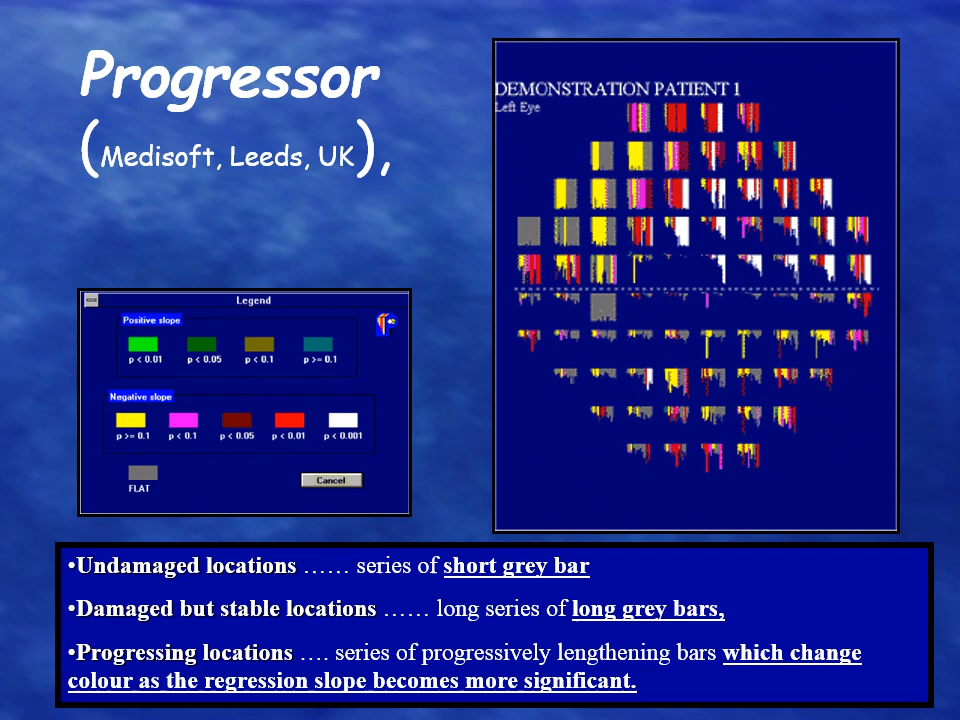 Progressor
(Medisoft, Leeds, UK),
DEMONSTRATION PATIENT 1
Left Eye
Legend
Positive slope
p < 0.01 p < 0.05 p < 0.1 p >= 0.1
Negative slope
p >= 0.1 p < 0.1 p < 0.05 p < 0.01 p < 0.001
FLAT
Cancel
•Undamaged locations …… series of short grey bar
•Damaged but stable locations …… long series of long grey bars,
•Progressing locations …. series of progressively lengthening bars which change
colour as the regression slope becomes more significant.